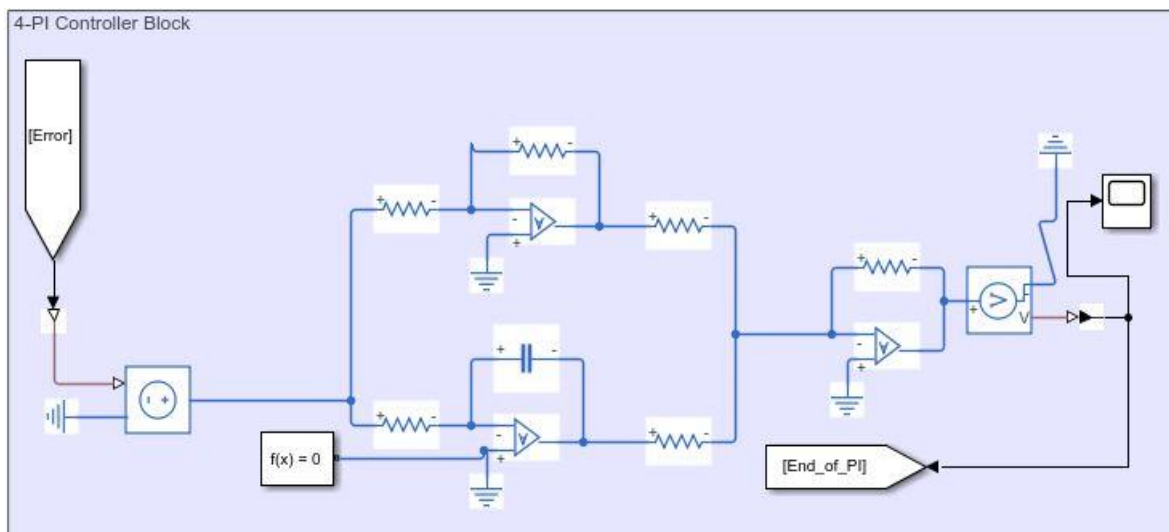 4-PI Controller Block
[Error]
+ -
+ -
- +
+ -
+ -
- +
+ -
+ -
- +
+ -
- +
+ V
f(x) = 0
[End_of_PI]